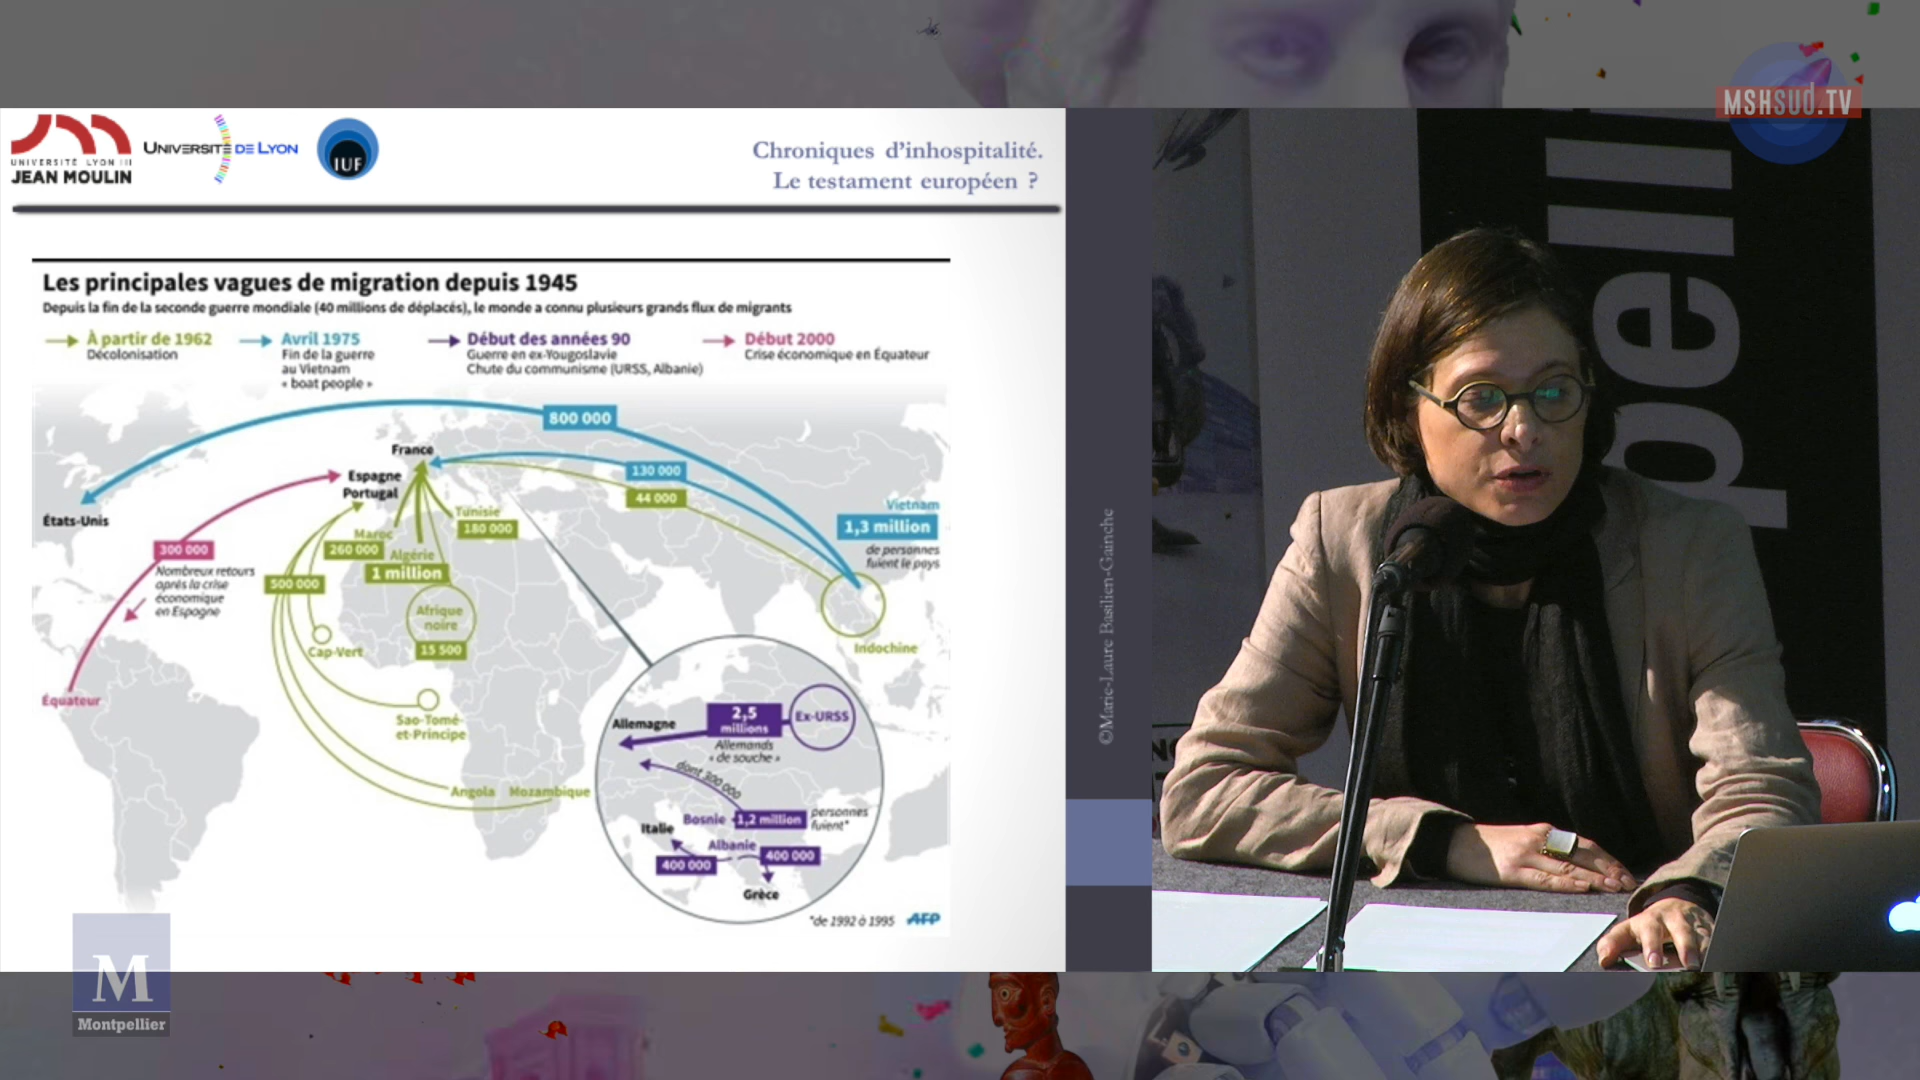 MSHSUD.TV
UNIVERSITÉ LYON III
JEAN MOULIN
UNIVERSITÉ DE LYON
IUF
Chroniques d'inhospitalité.
Le testament européen ?
Les principales vagues de migration depuis 1945
Depuis la fin de la seconde guerre mondiale (40 millions de déplacés), le monde a connu plusieurs grands flux de migrants
À partir de 1962
Décolonisation
Avril 1975
Fin de la guerre
au Vietnam
« boat people »
Début des années 90
Guerre en ex-Yougoslavie
Chute du communisme (URSS, Albanie)
Début 2000
Crise économique en Équateur
800 000
France
130 000
44 000
Espagne
Portugal
États-Unis
Vietnam
1,3 million
de personnes
fuient le pays
Tunisie
180 000
Maroc
260 000
Algérie
1 million
300 000
Nombreux retours
après la crise
économique
en Espagne
500 000
Afrique
noire
15 500
Cap-Vert
Indochine
Équateur
Sao-Tomé-
et-Principe
Angola
Mozambique
Allemagne
2,5
millions
Ex-URSS
Allemands
« de souche »
dont 300 000
Bosnie
1,2 million
personnes
fuient*
Italie
Albanie
400 000
400 000
Grèce
*de 1992 à 1995
AFP
©Marie-Laure Basilien-Gainche
pell
M
Montpellier